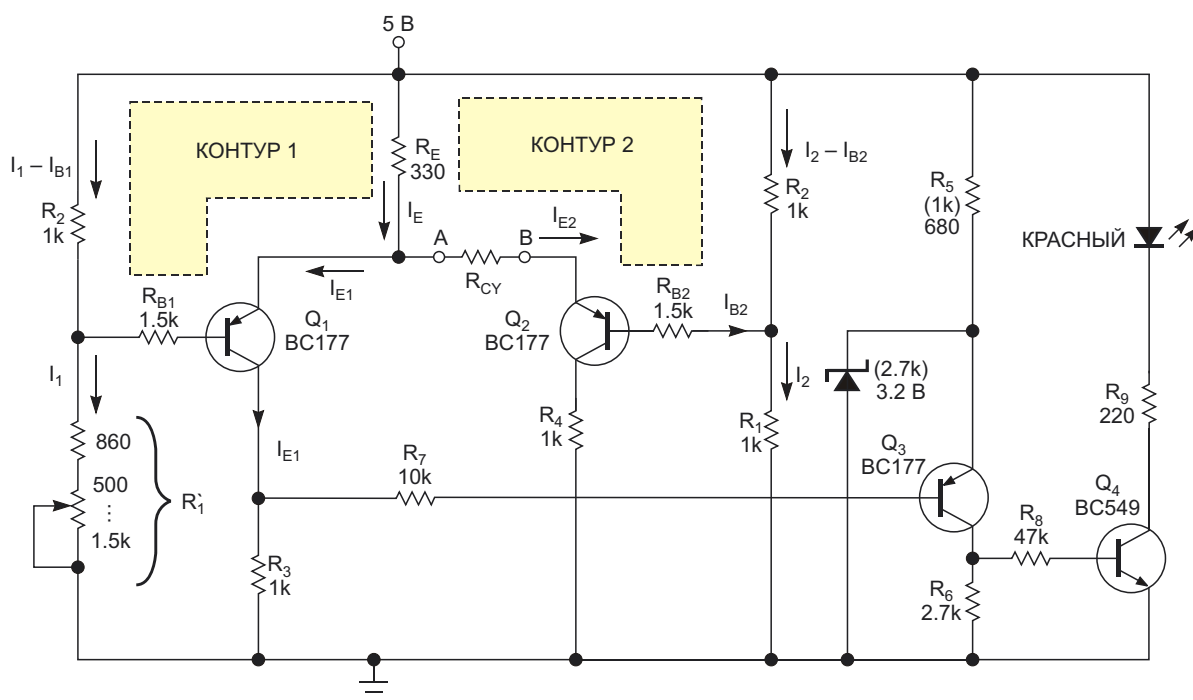 5 В
КОНТУР 1
КОНТУР 2
I1 – IB1
RE
330
I2 – IB2
R2
1k
IE
IE2
R2
1k
R5
(1k)
680
КРАСНЫЙ
A
B
RCY
IE1
RB1
1.5k
Q1
BC177
Q2
BC177
RB2
1.5k
IB2
I1
I2
(2.7k)
3.2 В
R9
220
R4
1k
R1
1k
860
IE1
R7
10k
Q3
BC177
Q4
BC549
500
⋮
1.5k
R`1
R8
47k
R3
1k
R6
2.7k